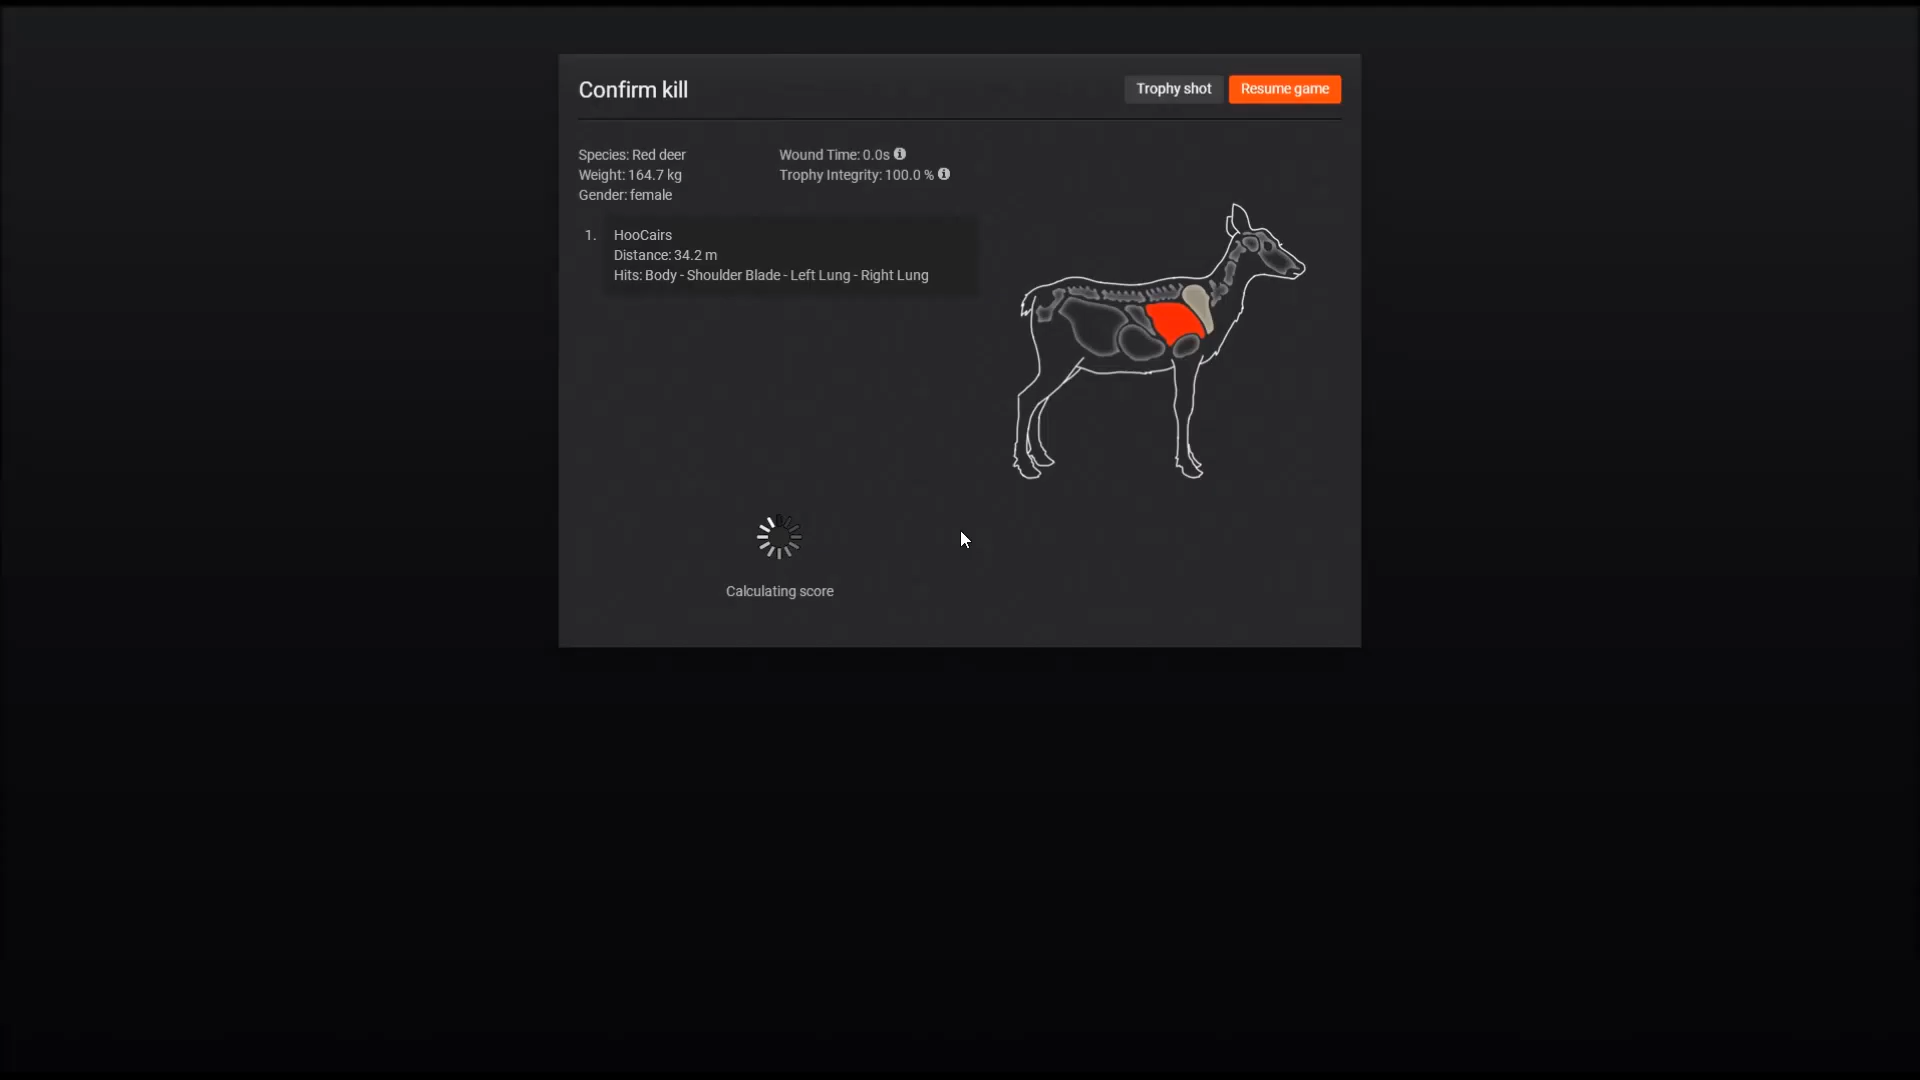 Confirm kill
Trophy shot
Resume game
Species: Red deer
Weight: 164.7 kg
Gender: female
Wound Time: 0.0s
Trophy Integrity: 100.0 %
1. HooCairs
Distance: 34.2 m
Hits: Body - Shoulder Blade - Left Lung - Right Lung
Calculating score